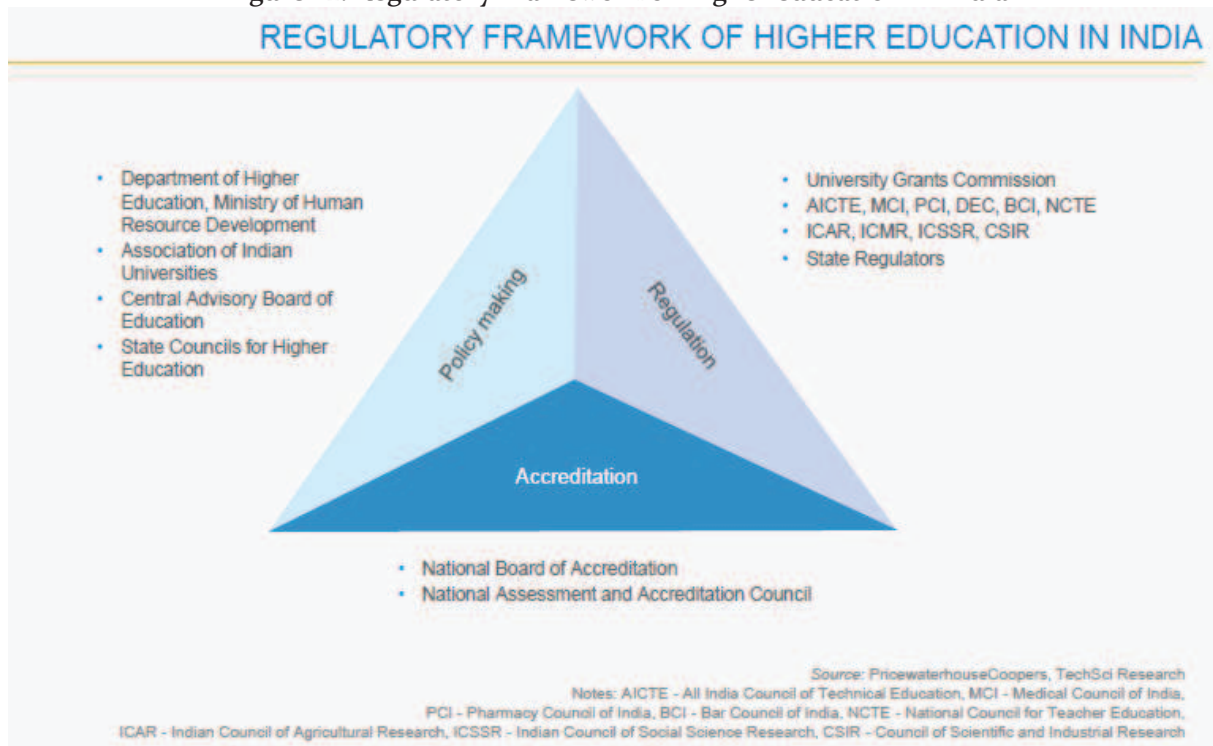 REGULATORY FRAMEWORK OF HIGHER EDUCATION IN INDIA
• Department of Higher
Education, Ministry of Human
Resource Development
• Association of Indian
Universities
• Central Advisory Board of
Education
• State Councils for Higher
Education
Policy making
Regulation
• University Grants Commission
• AICTE, MCI, PCI, DEC, BCI, NCTE
• ICAR, ICMR, ICSSR, CSIR
• State Regulators
Accreditation
• National Board of Accreditation
• National Assessment and Accreditation Council
Source: PricewaterhouseCoopers, TechSci Research
Notes: AICTE - All India Council of Technical Education, MCI - Medical Council of India,
PCI - Pharmacy Council of India, BCI - Bar Council of India, NCTE - National Council for Teacher Education,
ICAR - Indian Council of Agricultural Research, ICSSR - Indian Council of Social Science Research, CSIR - Council of Scientific and Industrial Research